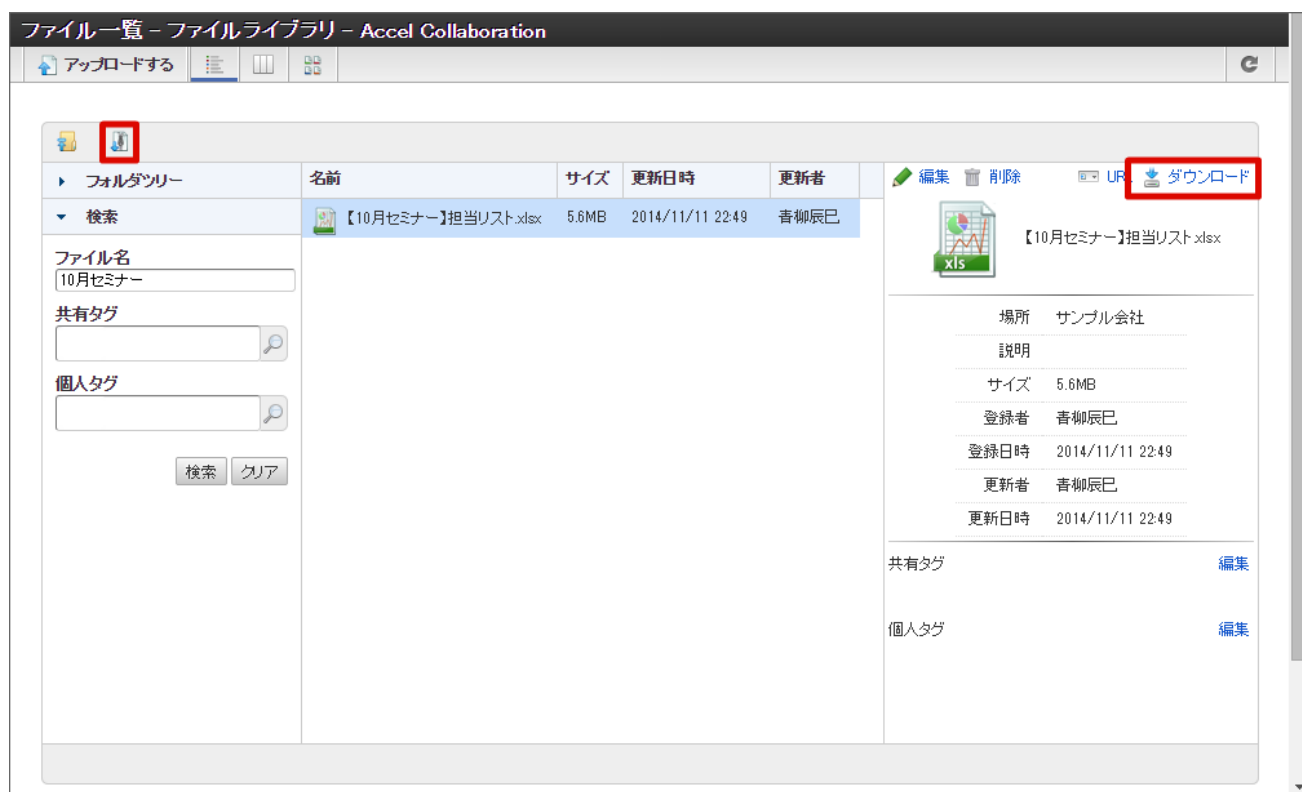 ファイル一覧 - ファイルライブラリ - Accel Collaboration
アップロードする
フォルダツリー
検索
ファイル名
10月セミナー
共有タグ
個人タグ
検索 クリア
名前 サイズ 更新日時 更新者
【10月セミナー】担当リスト.xlsx 5.6MB 2014/11/11 22:49 青柳辰巳
編集 削除 ダウンロード
xls
【10月セミナー】担当リスト.xlsx
場所 サンプル会社
説明
サイズ 5.6MB
登録者 青柳辰巳
登録日時 2014/11/11 22:49
更新者 青柳辰巳
更新日時 2014/11/11 22:49
共有タグ 編集
個人タグ 編集